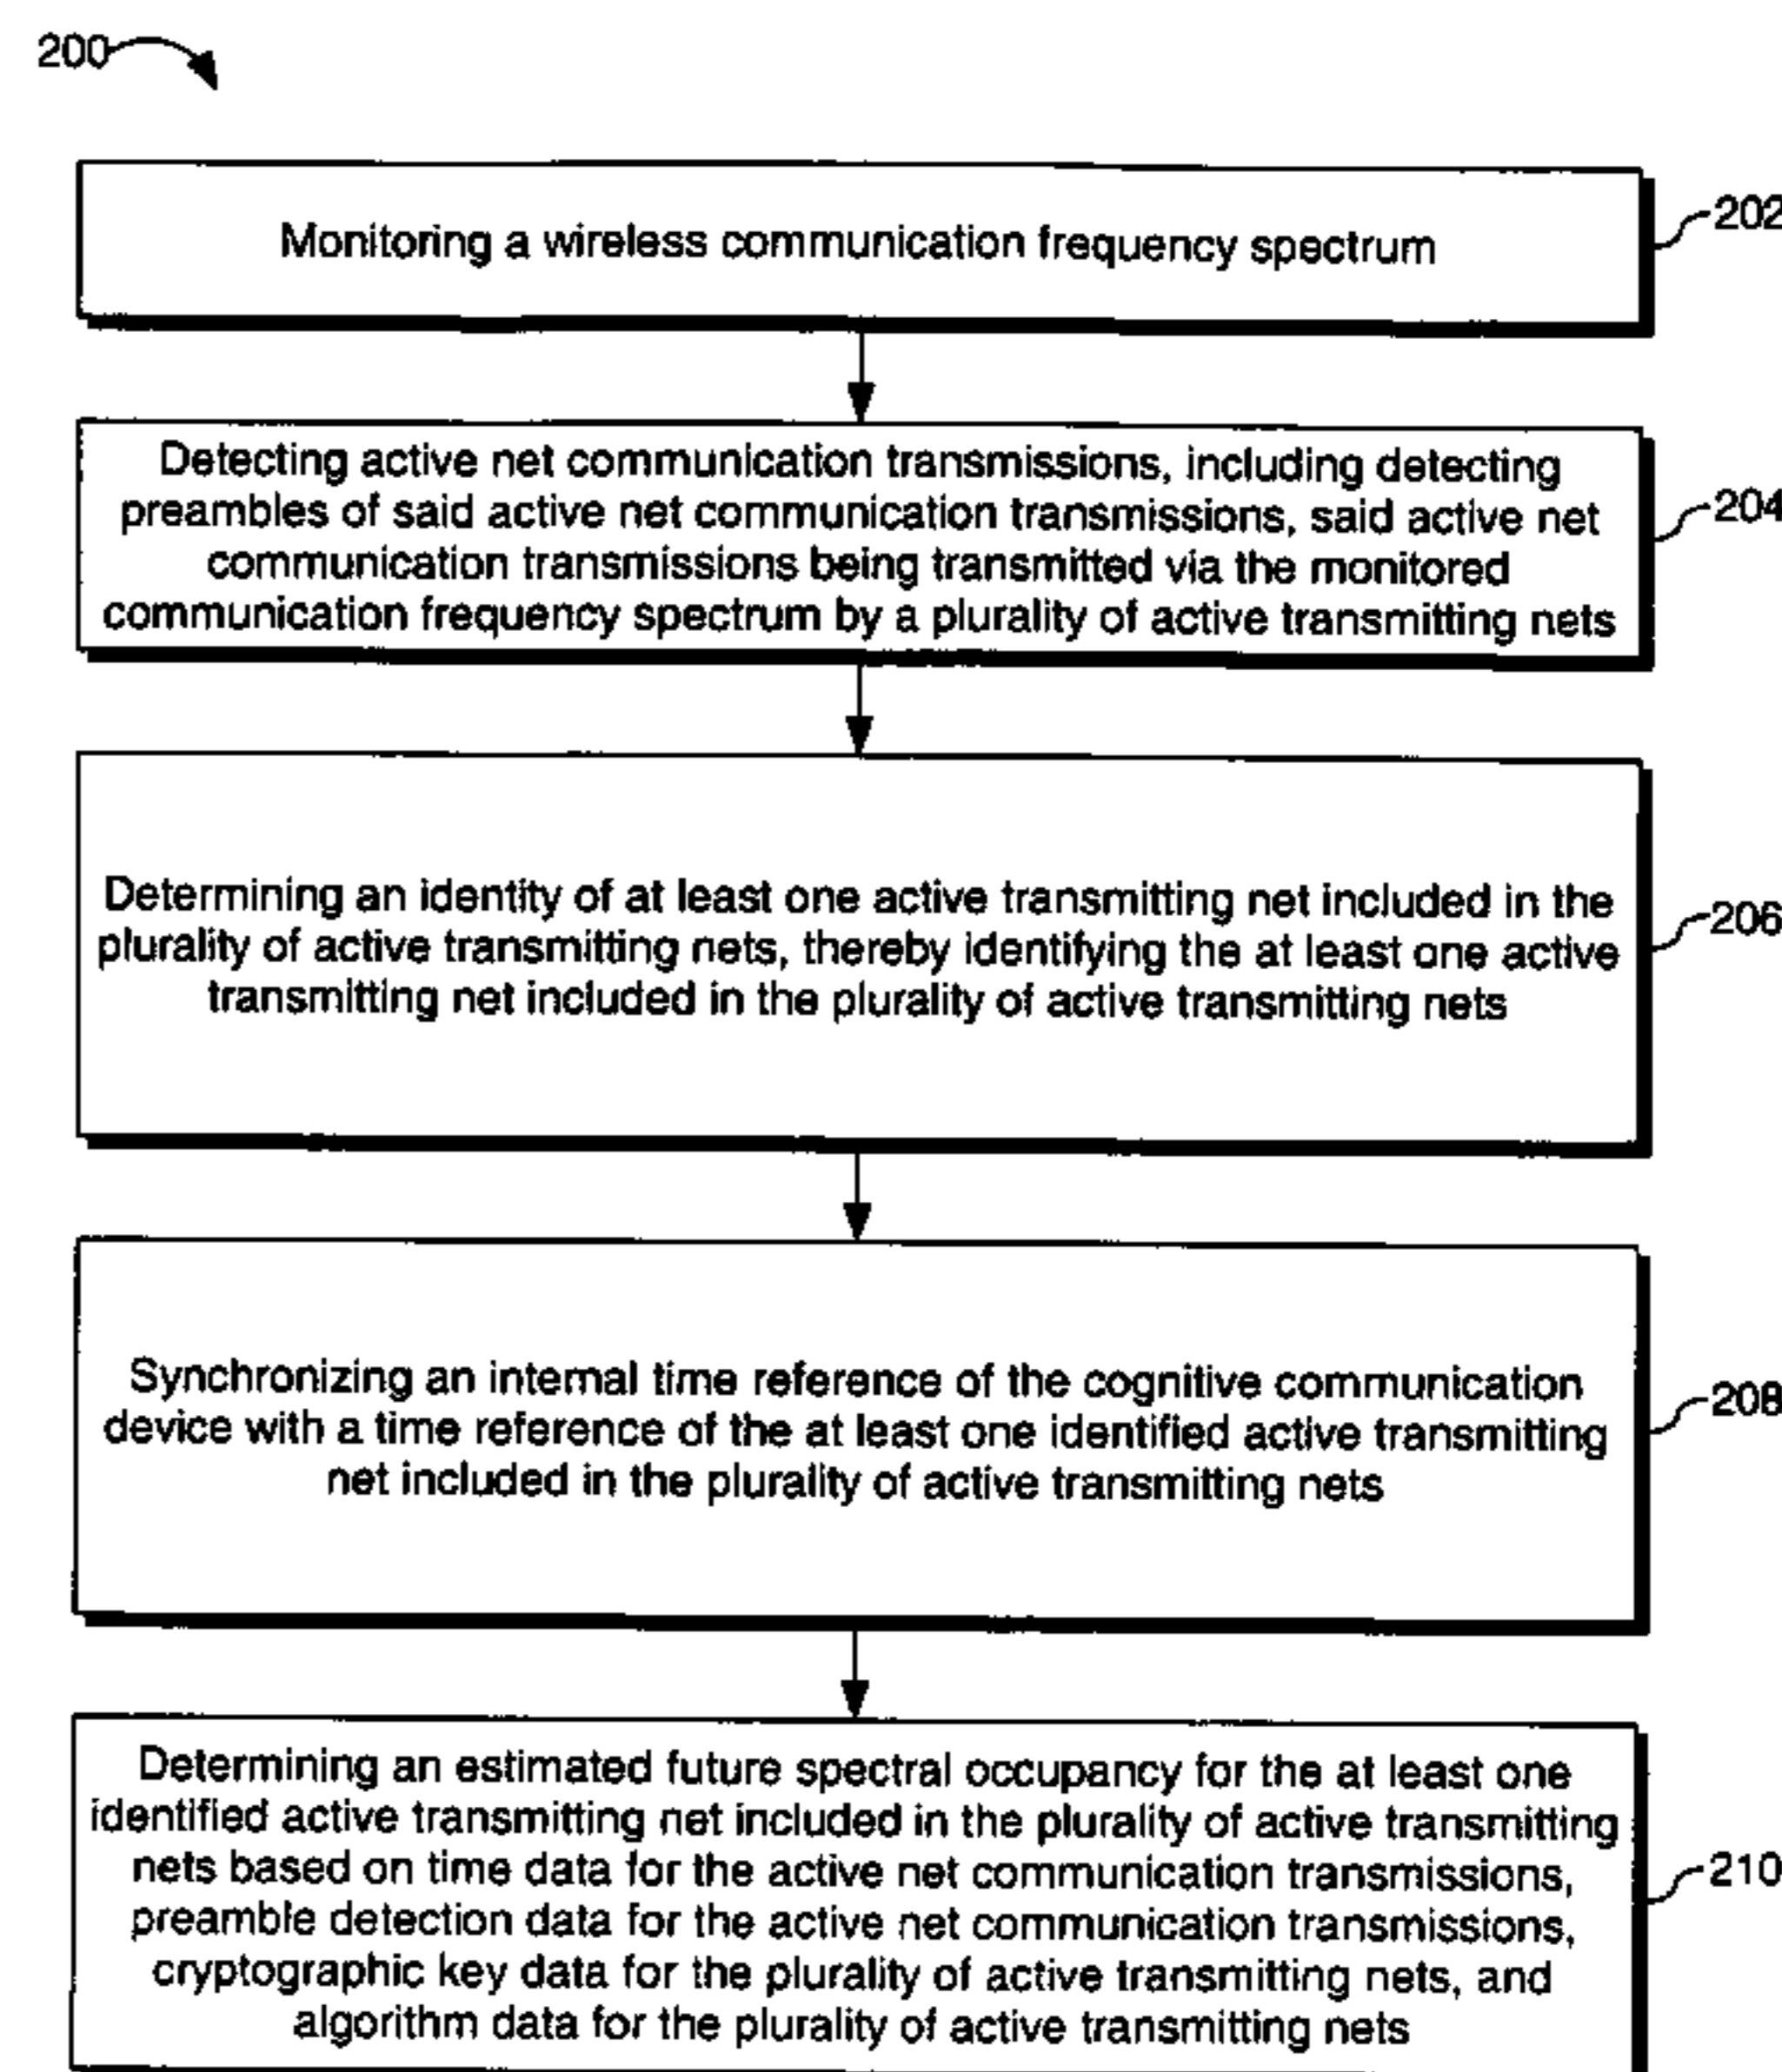 200
Monitoring a wireless communication frequency spectrum
202
Detecting active net communication transmissions, including detecting
preambles of said active net communication transmissions, said active net
communication transmissions being transmitted via the monitored
communication frequency spectrum by a plurality of active transmitting nets
204
Determining an identity of at least one active transmitting net included in the
plurality of active transmitting nets, thereby identifying the at least one active
transmitting net included in the plurality of active transmitting nets
206
Synchronizing an internal time reference of the cognitive communication
device with a time reference of the at least one identified active transmitting
net included in the plurality of active transmitting nets
208
Determining an estimated future spectral occupancy for the at least one
identified active transmitting net included in the plurality of active transmitting
nets based on time data for the active net communication transmissions,
preamble detection data for the active net communication transmissions,
cryptographic key data for the plurality of active transmitting nets, and
algorithm data for the plurality of active transmitting nets
210